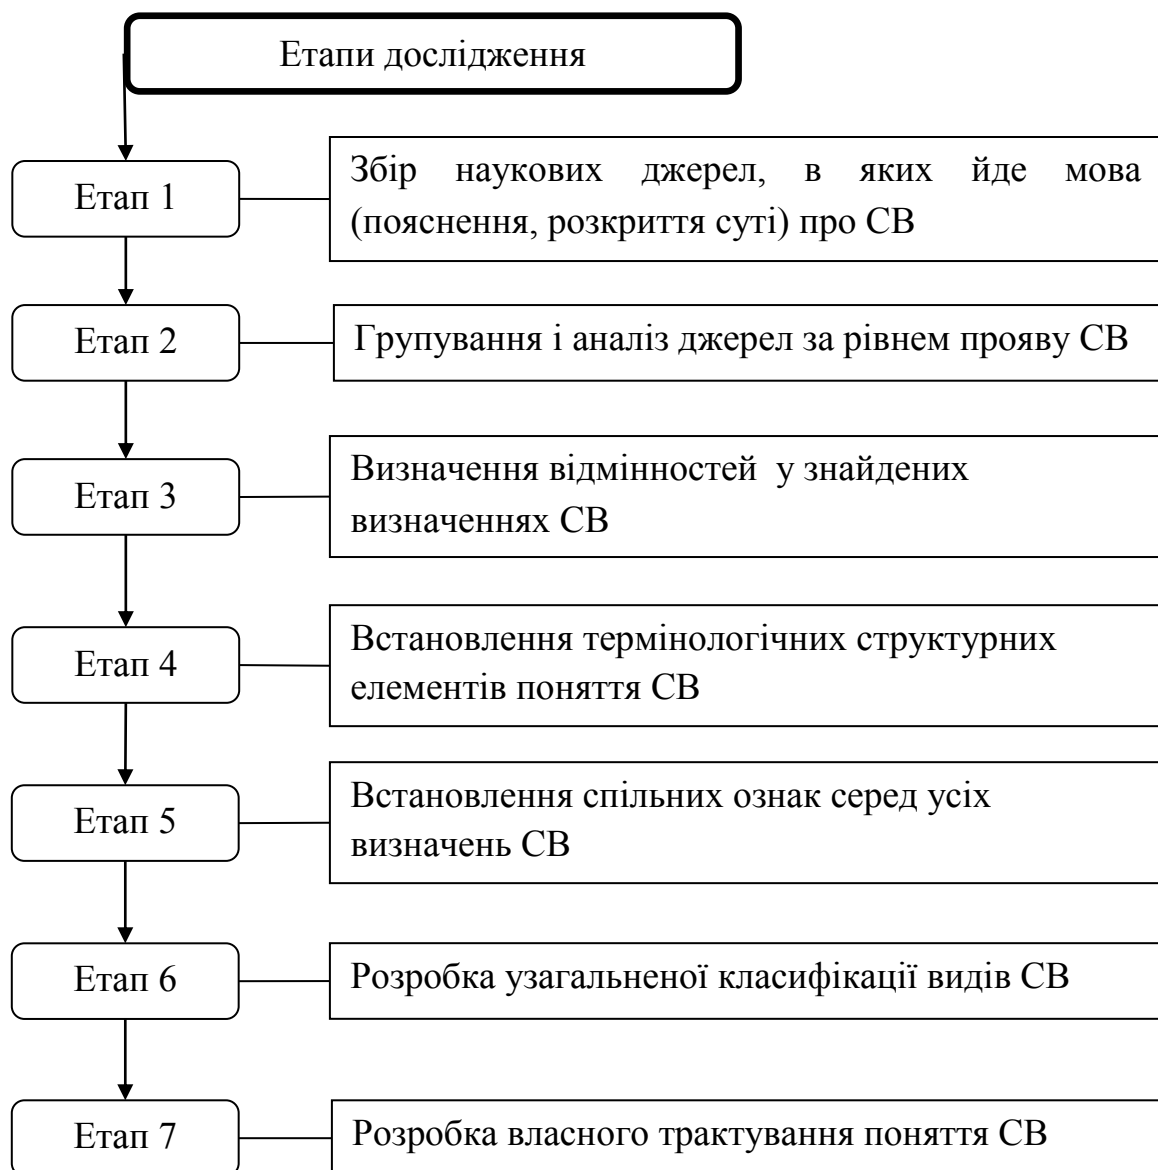 Етапи дослідження
Етап 1
Збір наукових джерел, в яких йде мова
(пояснення, розкриття суті) про СВ
Етап 2
Групування і аналіз джерел за рівнем прояву СВ
Етап 3
Визначення відмінностей у знайдених
визначеннях СВ
Етап 4
Встановлення термінологічних структурних
елементів поняття СВ
Етап 5
Встановлення спільних ознак серед усіх
визначень СВ
Етап 6
Розробка узагальненої класифікації видів СВ
Етап 7
Розробка власного трактування поняття СВ